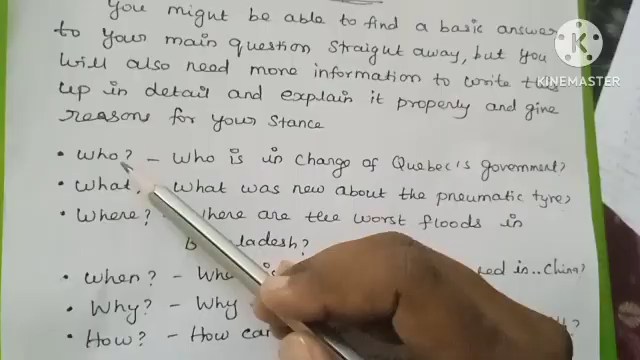 You might be able to find a basic answer
to your main question straight away, but you
will also need more information to write this
up in detail and explain it properly and give
reasons for your stance
• Who? - Who is in charge of Quebec's government?
• What? What was new about the pneumatic tyre?
• Where? - Where are the worst floods in
Bangladesh?
• When? - When in.. China?
• Why? - Why
• How? - How can
KINEMASTER